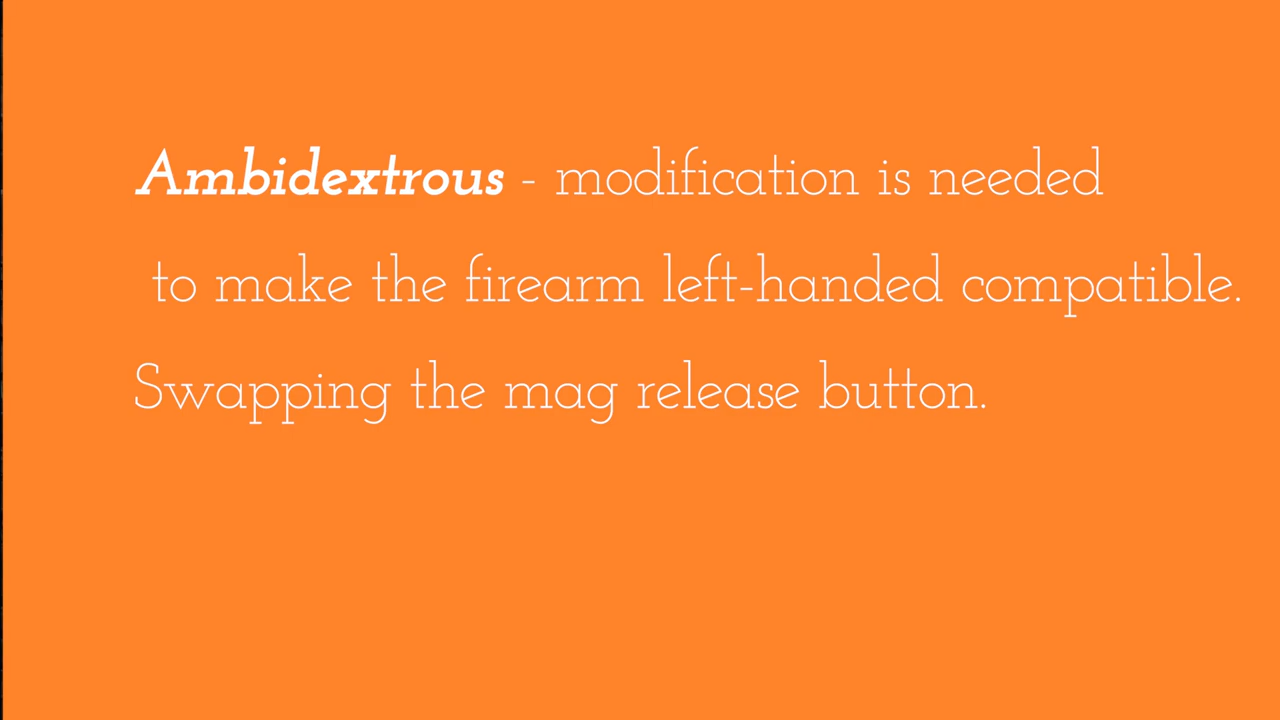 Ambidextrous - modification is needed
to make the firearm left-handed compatible.
Swapping the mag release button.